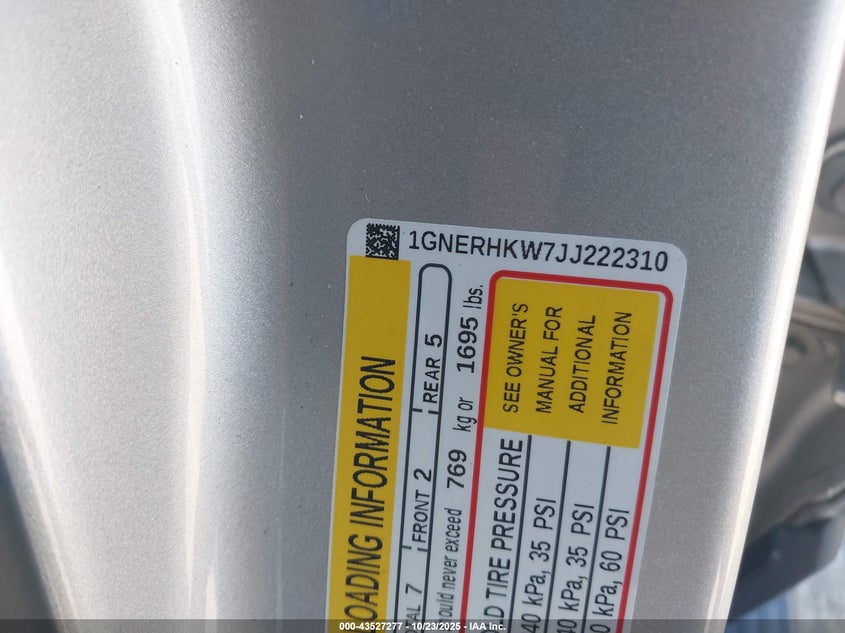 1GNERHKW7JJ222310
OADING INFORMATION
AL 7 FRONT 2 REAR 5
ould never exceed 769 kg or 1695 lbs.
D TIRE PRESSURE
40 kPa, 35 PSI
40 kPa, 35 PSI
0 kPa, 60 PSI
SEE OWNER'S
MANUAL FOR
ADDITIONAL
INFORMATION
000-43527277 - 10/23/2025 - IAA Inc.